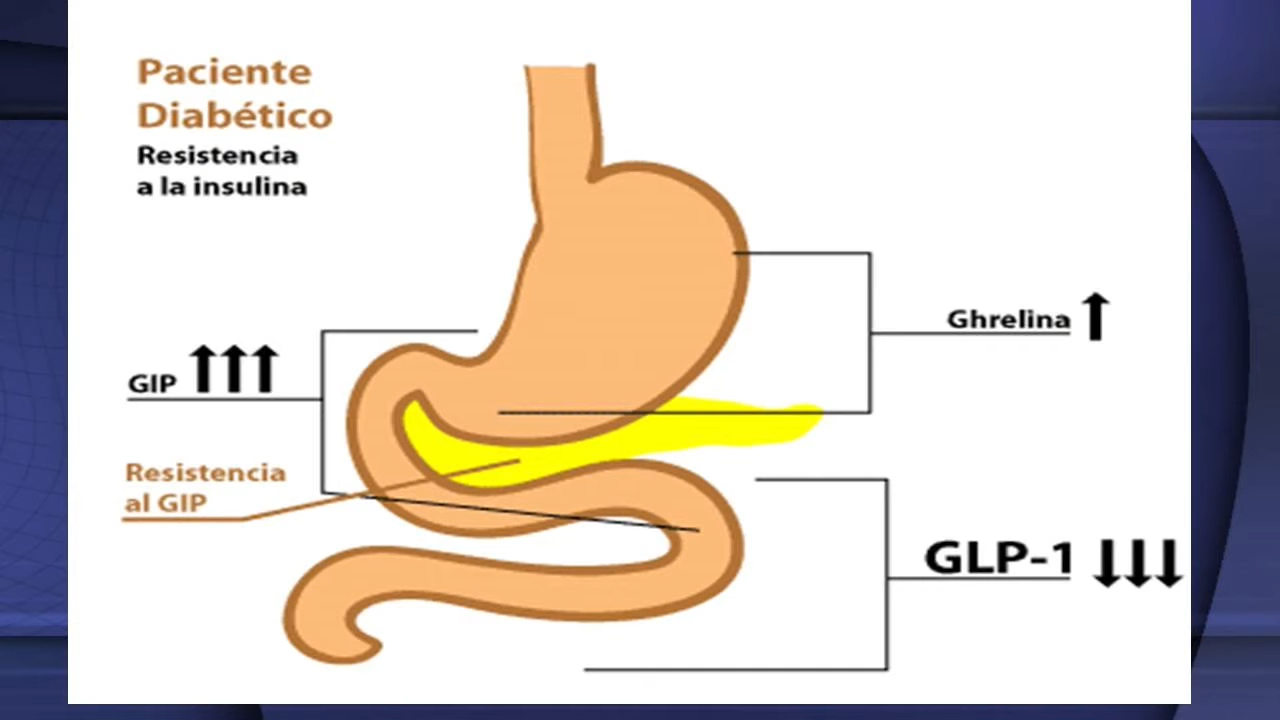 Paciente
Diabético
Resistencia
a la insulina
Ghrelina
GIP
Resistencia
al GIP
GLP-1